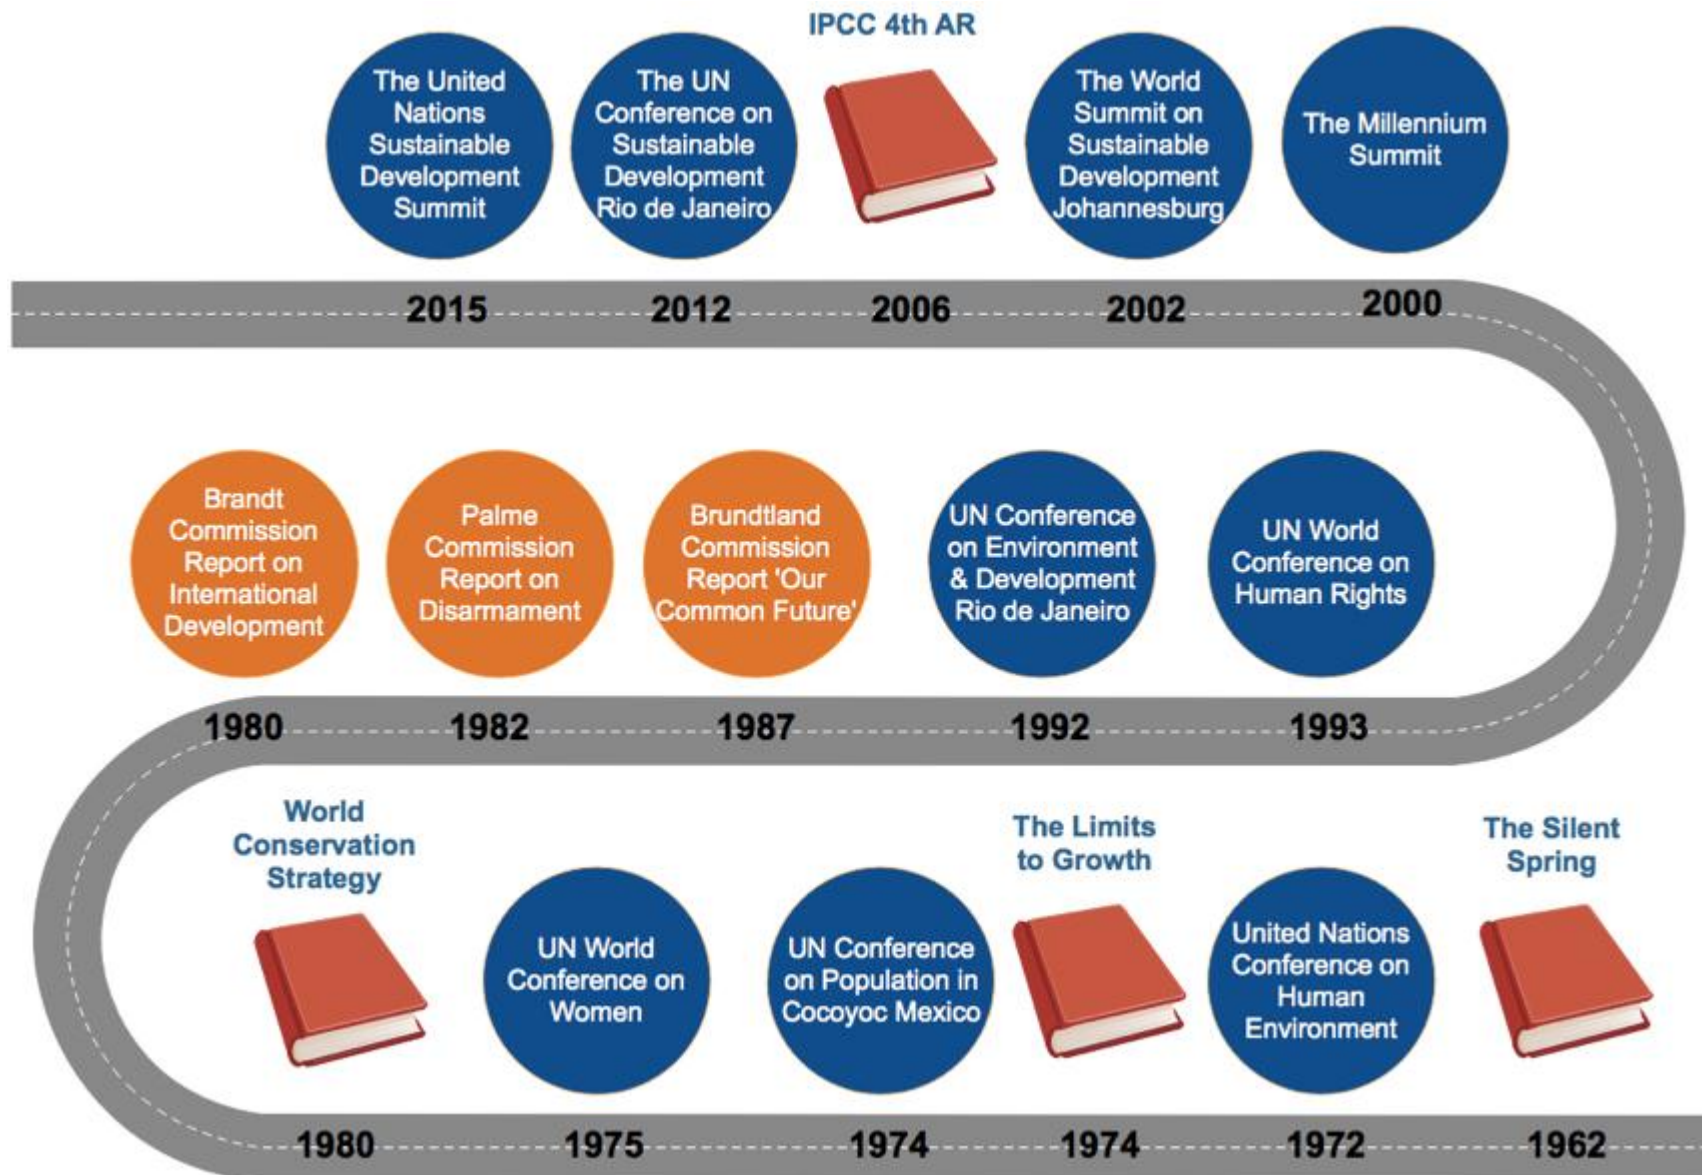 IPCC 4th AR
The United
Nations
Sustainable
Development
Summit
The UN
Conference on
Sustainable
Development
Rio de Janeiro
The World
Summit on
Sustainable
Development
Johannesburg
The Millennium
Summit
2015
2012
2006
2002
2000
Brandt
Commission
Report on
International
Development
Palme
Commission
Report on
Disarmament
Brundtland
Commission
Report 'Our
Common Future'
UN Conference
on Environment
& Development
Rio de Janeiro
UN World
Conference on
Human Rights
1980
1982
1987
1992
1993
World
Conservation
Strategy
UN World
Conference on
Women
UN Conference
on Population in
Cocoyoc Mexico
The Limits
to Growth
United Nations
Conference on
Human
Environment
The Silent
Spring
1980
1975
1974
1974
1972
1962